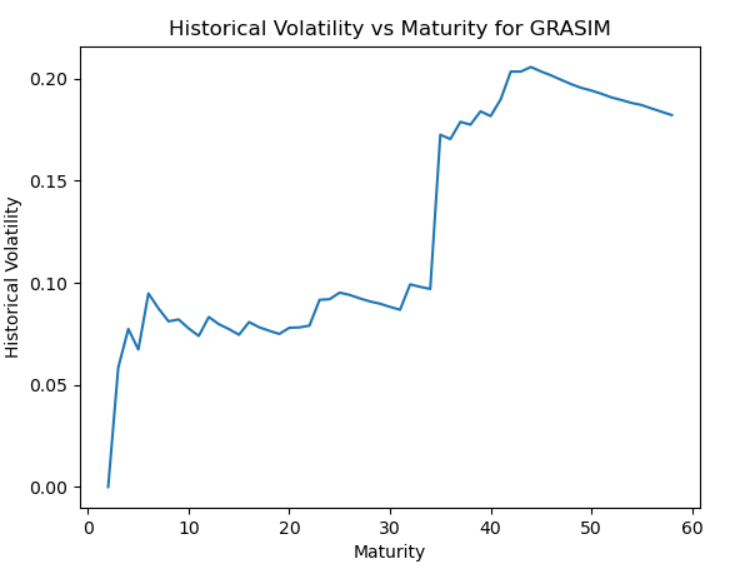 Historical Volatility vs Maturity for GRASIM
Historical Volatility
0.20
0.15
0.10
0.05
0.00
0 10 20 30 40 50 60
Maturity